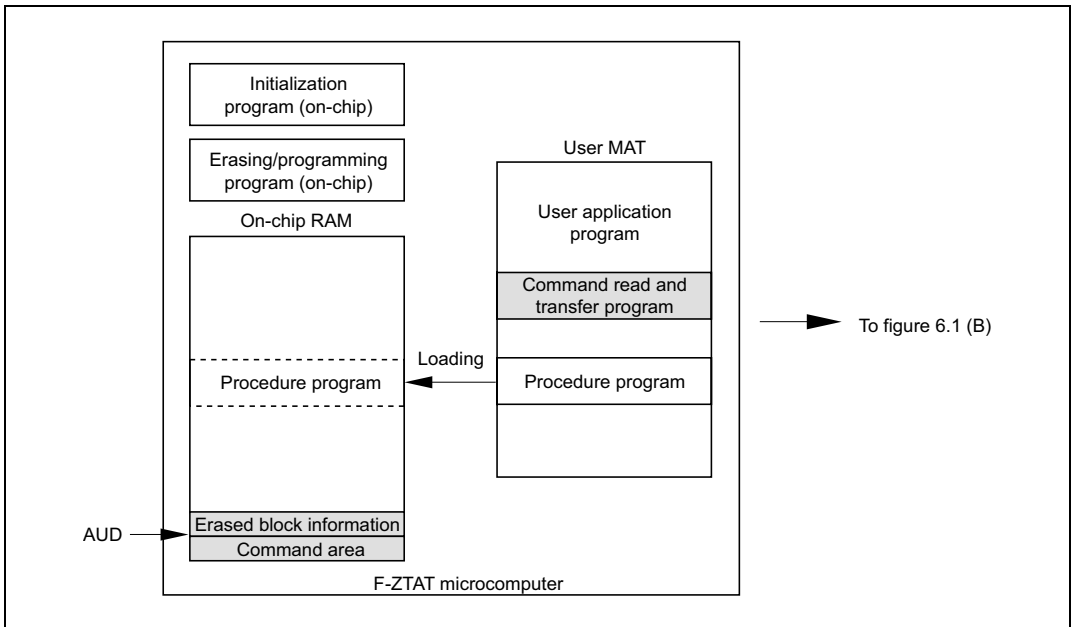 Initialization
program (on-chip)
Erasing/programming
program (on-chip)
On-chip RAM
Procedure program
Erased block information
Command area
AUD
Loading
User MAT
User application
program
Command read and
transfer program
Procedure program
To figure 6.1 (B)
F-ZTAT microcomputer